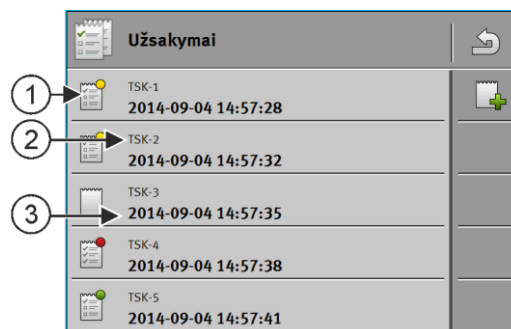 Užsakymai
1
TSK-1
2014-09-04 14:57:28
2
TSK-2
2014-09-04 14:57:32
TSK-3
3
2014-09-04 14:57:35
TSK-4
2014-09-04 14:57:38
TSK-5
2014-09-04 14:57:41